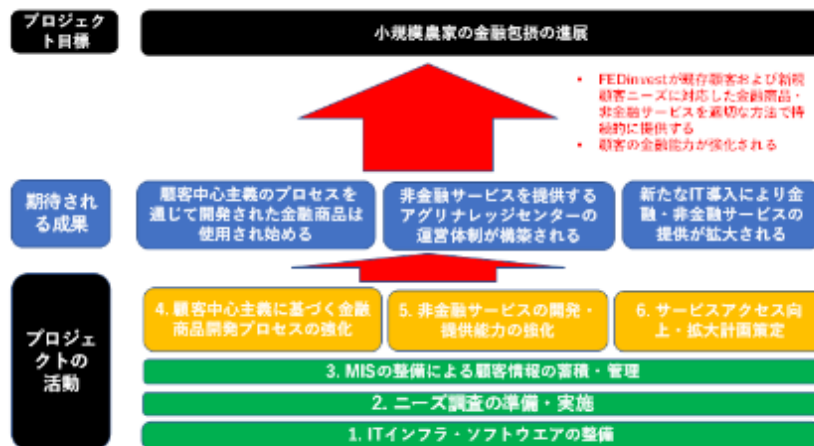 プロジェク
ト目標
小規模農家の金融包摂の進展
• FEDinvestが既存顧客および新規
顧客ニーズに対応した金融商品・
非金融サービスを適切な方法で持
続的に提供する
• 顧客の金融能力が強化される
期待され
る成果
顧客中心主義のプロセスを
通じて開発された金融商品は
使用され始める
非金融サービスを提供する
アグリナレッジセンターの
運営体制が構築される
新たなIT導入により金
融・非金融サービスの
提供が拡大される
プロジェ
クトの
活動
4. 顧客中心主義に基づく金融
商品開発プロセスの強化
5. 非金融サービスの開発・
提供能力の強化
6. サービスアクセス向
上・拡大計画策定
3. MISの整備による顧客情報の蓄積・管理
2. ニーズ調査の準備・実施
1. ITインフラ・ソフトウエアの整備